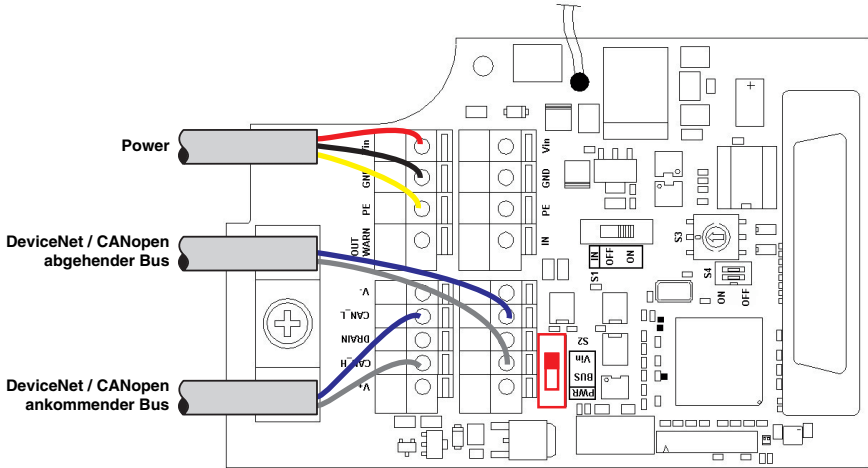 Power
DeviceNet / CANopen
abgehender Bus
DeviceNet / CANopen
ankommender Bus
Vin
GND
PE
OUT
WARN
V-
CAN_L
DRAIN
CAN_H
V+
Vin
GND
PE
IN
IN
OFF
ON
S1
S2
Vin
BUS
PWR
S3
S4
ON
OFF